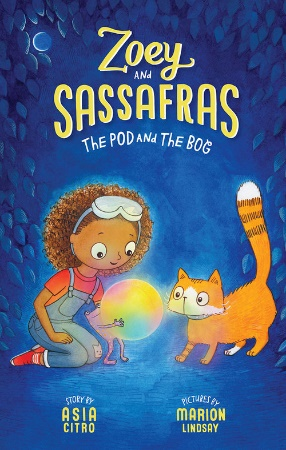 Zoey
AND
SASSAFRAS
THE POD AND THE BOG
STORY BY
ASIA
CITRO
PICTURES BY
MARION
LINDSAY